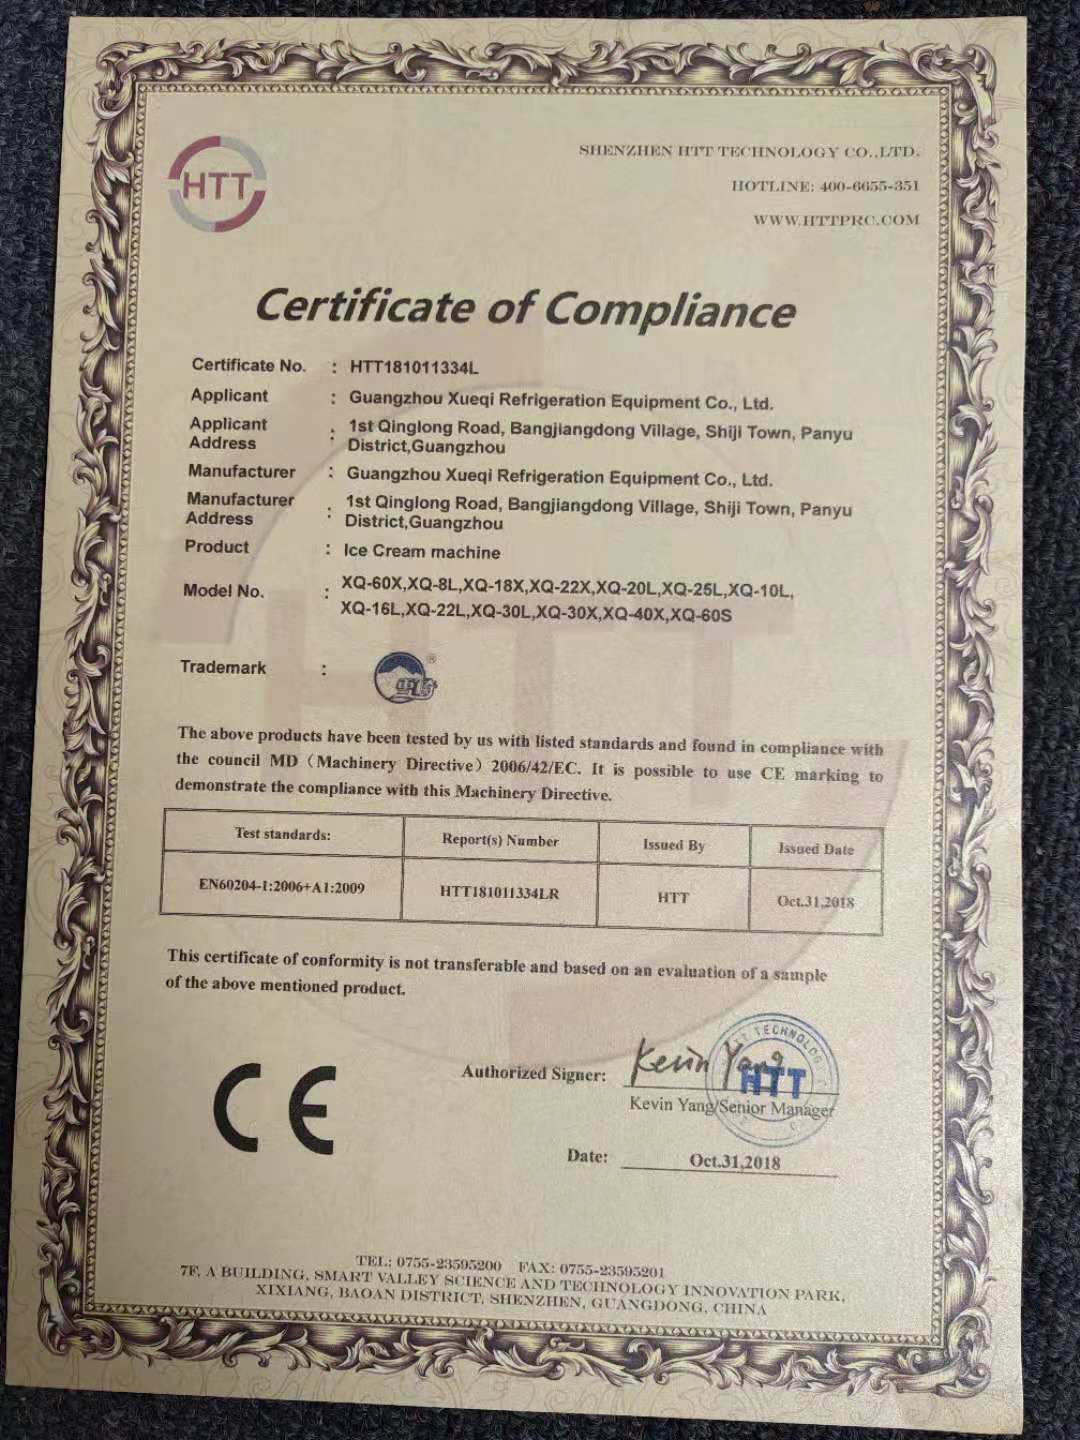 HTT
SHENZHEN HTT TECHNOLOGY CO.,LTD.
HOTLINE: 400-6655-351
WWW.HTTPRC.COM
Certificate of Compliance
Certificate No. : HTT181011334L
Applicant : Guangzhou Xueqi Refrigeration Equipment Co., Ltd.
Applicant Address : 1st Qinglong Road, Bangjiangdong Village, Shiji Town, Panyu
District,Guangzhou
Manufacturer : Guangzhou Xueqi Refrigeration Equipment Co., Ltd.
Manufacturer Address : 1st Qinglong Road, Bangjiangdong Village, Shiji Town, Panyu
District,Guangzhou
Product : Ice Cream machine
Model No. : XQ-60X,XQ-8L,XQ-18X,XQ-22X,XQ-20L,XQ-25L,XQ-10L,
XQ-16L,XQ-22L,XQ-30L,XQ-30X,XQ-40X,XQ-60S
Trademark : ®
The above products have been tested by us with listed standards and found in compliance with
the council MD (Machinery Directive) 2006/42/EC. It is possible to use CE marking to
demonstrate the compliance with this Machinery Directive.
Test standards: Report(s) Number Issued By Issued Date
EN60204-1:2006+A1:2009 HTT181011334LR HTT Oct.31,2018
This certificate of conformity is not transferable and based on an evaluation of a sample
of the above mentioned product.
CE
Authorized Signer: Kevin Yang
HTT
Kevin Yang/Senior Manager
Date: Oct.31,2018
TEL: 0755-23595200 FAX: 0755-23595201
7F, A BUILDING, SMART VALLEY SCIENCE AND TECHNOLOGY INNOVATION PARK,
XIXIANG, BAOAN DISTRICT, SHENZHEN, GUANGDONG, CHINA